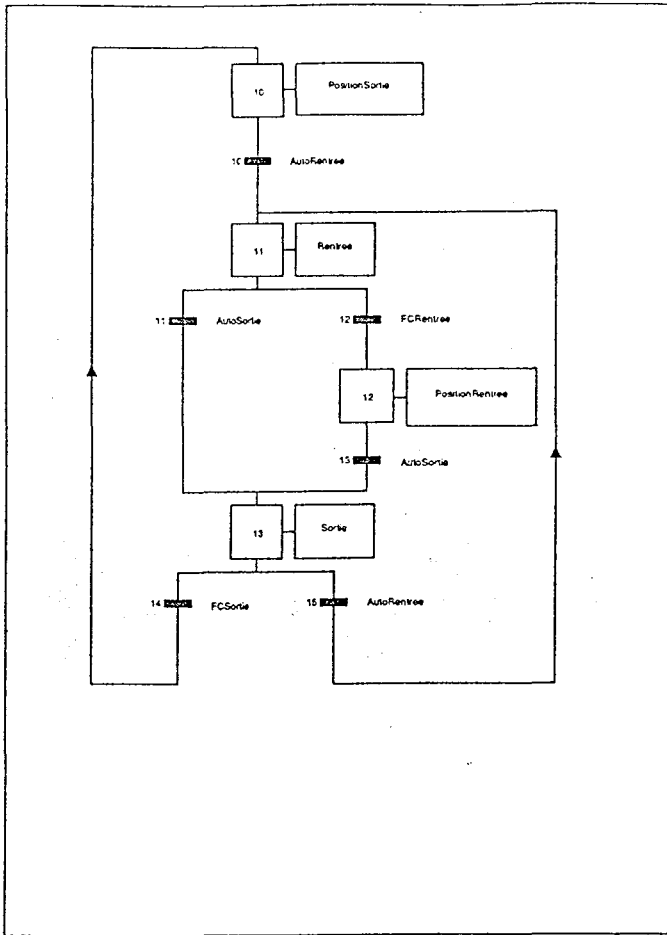 10
PositionSortie
10 AutoRentree
11
Rentree
11 AutoSortie
12 FCRentree
12
PositionRentree
13 AutoSortie
13
Sortie
14 FCSortie
15 AutoRentree